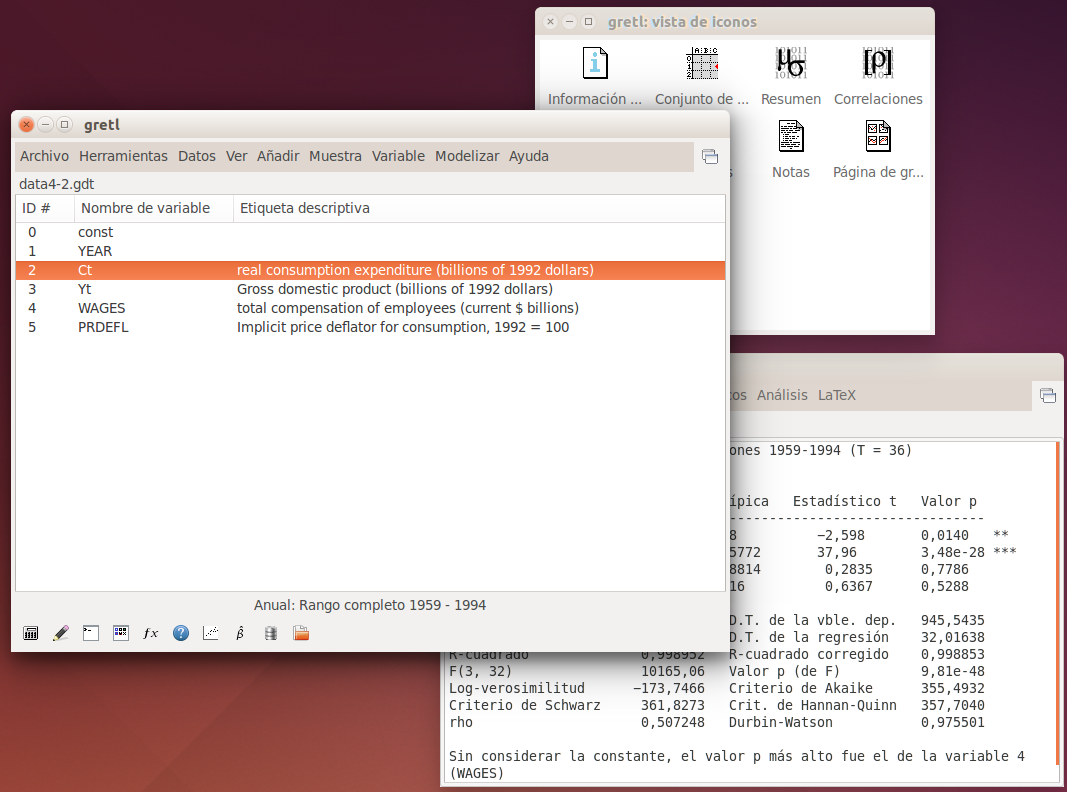 gretl: vista de iconos
Información ... Conjunto de ... Resumen Correlaciones
Notas Página de gr...
gretl
Archivo Herramientas Datos Ver Añadir Muestra Variable Modelizar Ayuda
data4-2.gdt
ID # Nombre de variable Etiqueta descriptiva
0 const
1 YEAR
2 Ct real consumption expenditure (billions of 1992 dollars)
3 Yt Gross domestic product (billions of 1992 dollars)
4 WAGES total compensation of employees (current $ billions)
5 PRDEFL Implicit price deflator for consumption, 1992 = 100
Anual: Rango completo 1959 - 1994
Análisis LaTeX
ones 1959-1994 (T = 36)
ípica Estadístico t Valor p
8 −2,598 0,0140 **
5772 37,96 3,48e-28 ***
8814 0,2835 0,7786
16 0,6367 0,5288
D.T. de la vble. dep. 945,5435
D.T. de la regresión 32,01638
R-cuadrado 0,998952 R-cuadrado corregido 0,998853
F(3, 32) 10165,06 Valor p (de F) 9,81e-48
Log-verosimilitud −173,7466 Criterio de Akaike 355,4932
Criterio de Schwarz 361,8273 Crit. de Hannan-Quinn 357,7040
rho 0,507248 Durbin-Watson 0,975501
Sin considerar la constante, el valor p más alto fue el de la variable 4
(WAGES)